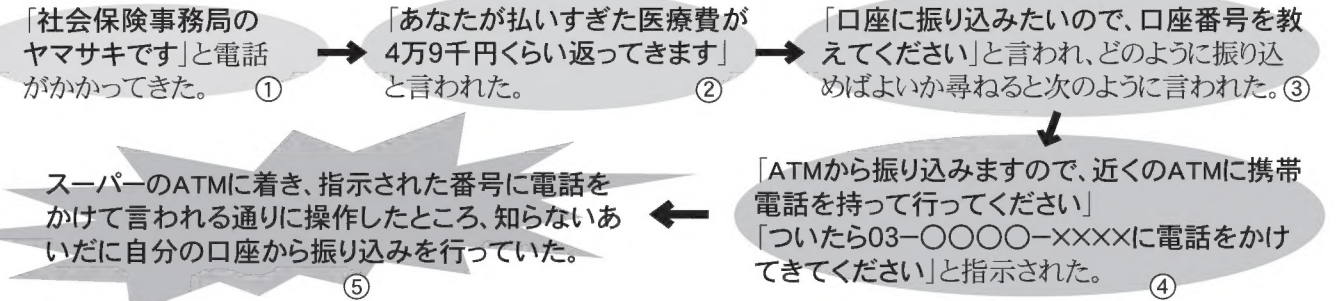 「社会保険事務局の
ヤマサキです」と電話
がかかってきた。 ①
「あなたが払いすぎた医療費が
4万9千円くらい返ってきます」
と言われた。 ②
「口座に振り込みたいので、口座番号を教
えてください」と言われ、どのように振り込
めばよいか尋ねると次のように言われた。③
「ATMから振り込みますので、近くのATMに携帯
電話を持って行ってください」
「ついたら03−○○○○−××××に電話をかけ
てきてください」と指示された。 ④
スーパーのATMに着き、指示された番号に電話を
かけて言われる通りに操作したところ、知らないあ
いだに自分の口座から振り込みを行っていた。
⑤